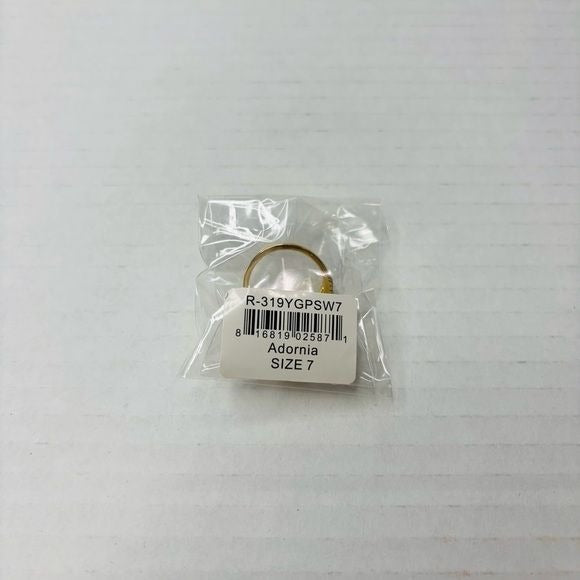 R-319YGPSW7
8 16819 02587 1
Adornia
SIZE 7